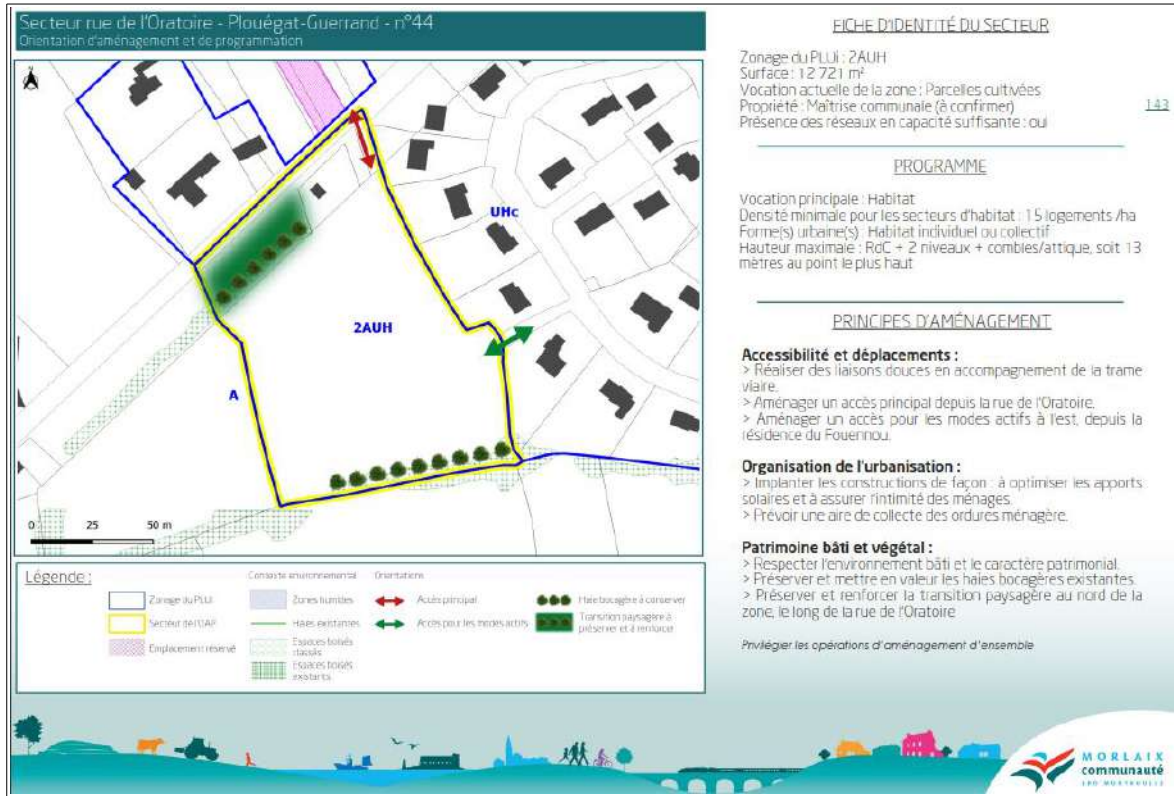 Secteur rue de l'Oratoire - Plouégat-Guerrand - n°44
Orientation d'aménagement et de programmation
N
UHc
2AUH
A
0 25 50 m
Légende :
Zonage du PLUi
Secteur de l'OAP
Emplacement réservé
Contexte environnemental
Zones humides
Haies existantes
Espaces boisés
classés
Espaces boisés
existants
Orientations
Accès principal
Accès pour les modes actifs
Haie bocagère à conserver
Transition paysagère à
préserver et à renforcer
FICHE D'IDENTITÉ DU SECTEUR
Zonage du PLUi : 2AUH
Surface : 12 721 m²
Vocation actuelle de la zone : Parcelles cultivées
Propriété : Maîtrise communale (à confirmer)
Présence des réseaux en capacité suffisante : oui
143
PROGRAMME
Vocation principale : Habitat
Densité minimale pour les secteurs d'habitat : 15 logements /ha
Forme(s) urbaine(s) : Habitat individuel ou collectif
Hauteur maximale : RdC + 2 niveaux + combles/attique, soit 13
mètres au point le plus haut
PRINCIPES D'AMÉNAGEMENT
Accessibilité et déplacements :
> Réaliser des liaisons douces en accompagnement de la trame
viaire.
> Aménager un accès principal depuis la rue de l'Oratoire.
> Aménager un accès pour les modes actifs à l'est, depuis la
résidence du Fouennou.
Organisation de l'urbanisation :
> Implanter les constructions de façon : à optimiser les apports
solaires et à assurer l'intimité des ménages.
> Prévoir une aire de collecte des ordures ménagère.
Patrimoine bâti et végétal :
> Respecter l'environnement bâti et le caractère patrimonial.
> Préserver et mettre en valeur les haies bocagères existantes.
> Préserver et renforcer la transition paysagère au nord de la
zone, le long de la rue de l'Oratoire
Privilégier les opérations d'aménagement d'ensemble
MORLAIX
communauté